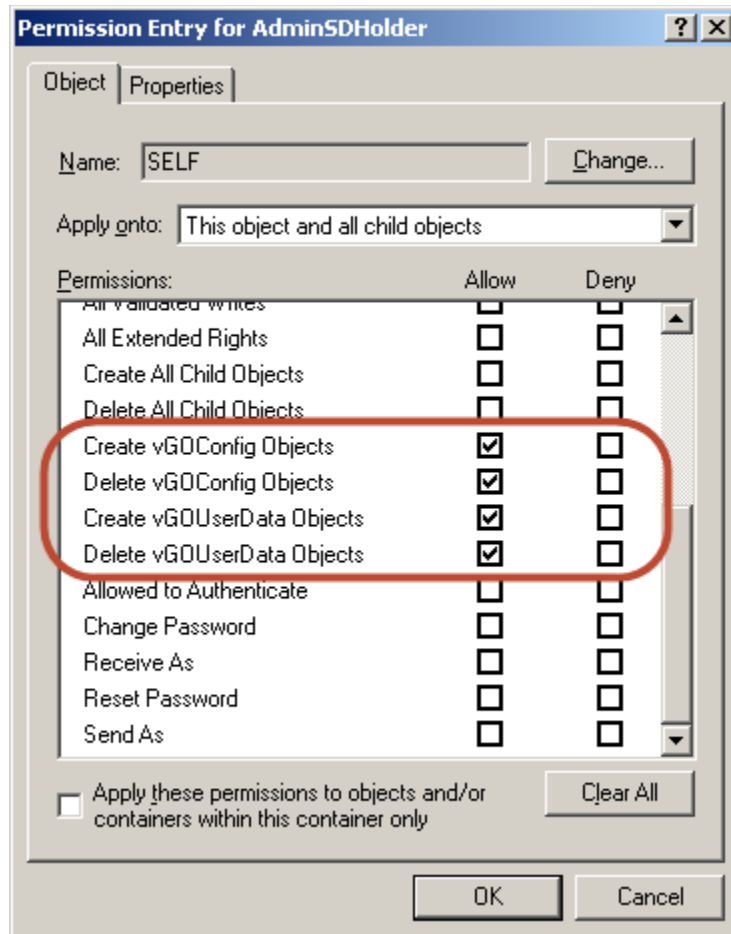 Permission Entry for AdminSDHolder
Object Properties
Name: SELF Change...
Apply onto: This object and all child objects
Permissions: Allow Deny
All Validated Writes
All Extended Rights
Create All Child Objects
Delete All Child Objects
Create vGOConfig Objects
Delete vGOConfig Objects
Create vGOUserData Objects
Delete vGOUserData Objects
Allowed to Authenticate
Change Password
Receive As
Reset Password
Send As
Apply these permissions to objects and/or
containers within this container only
Clear All
OK Cancel